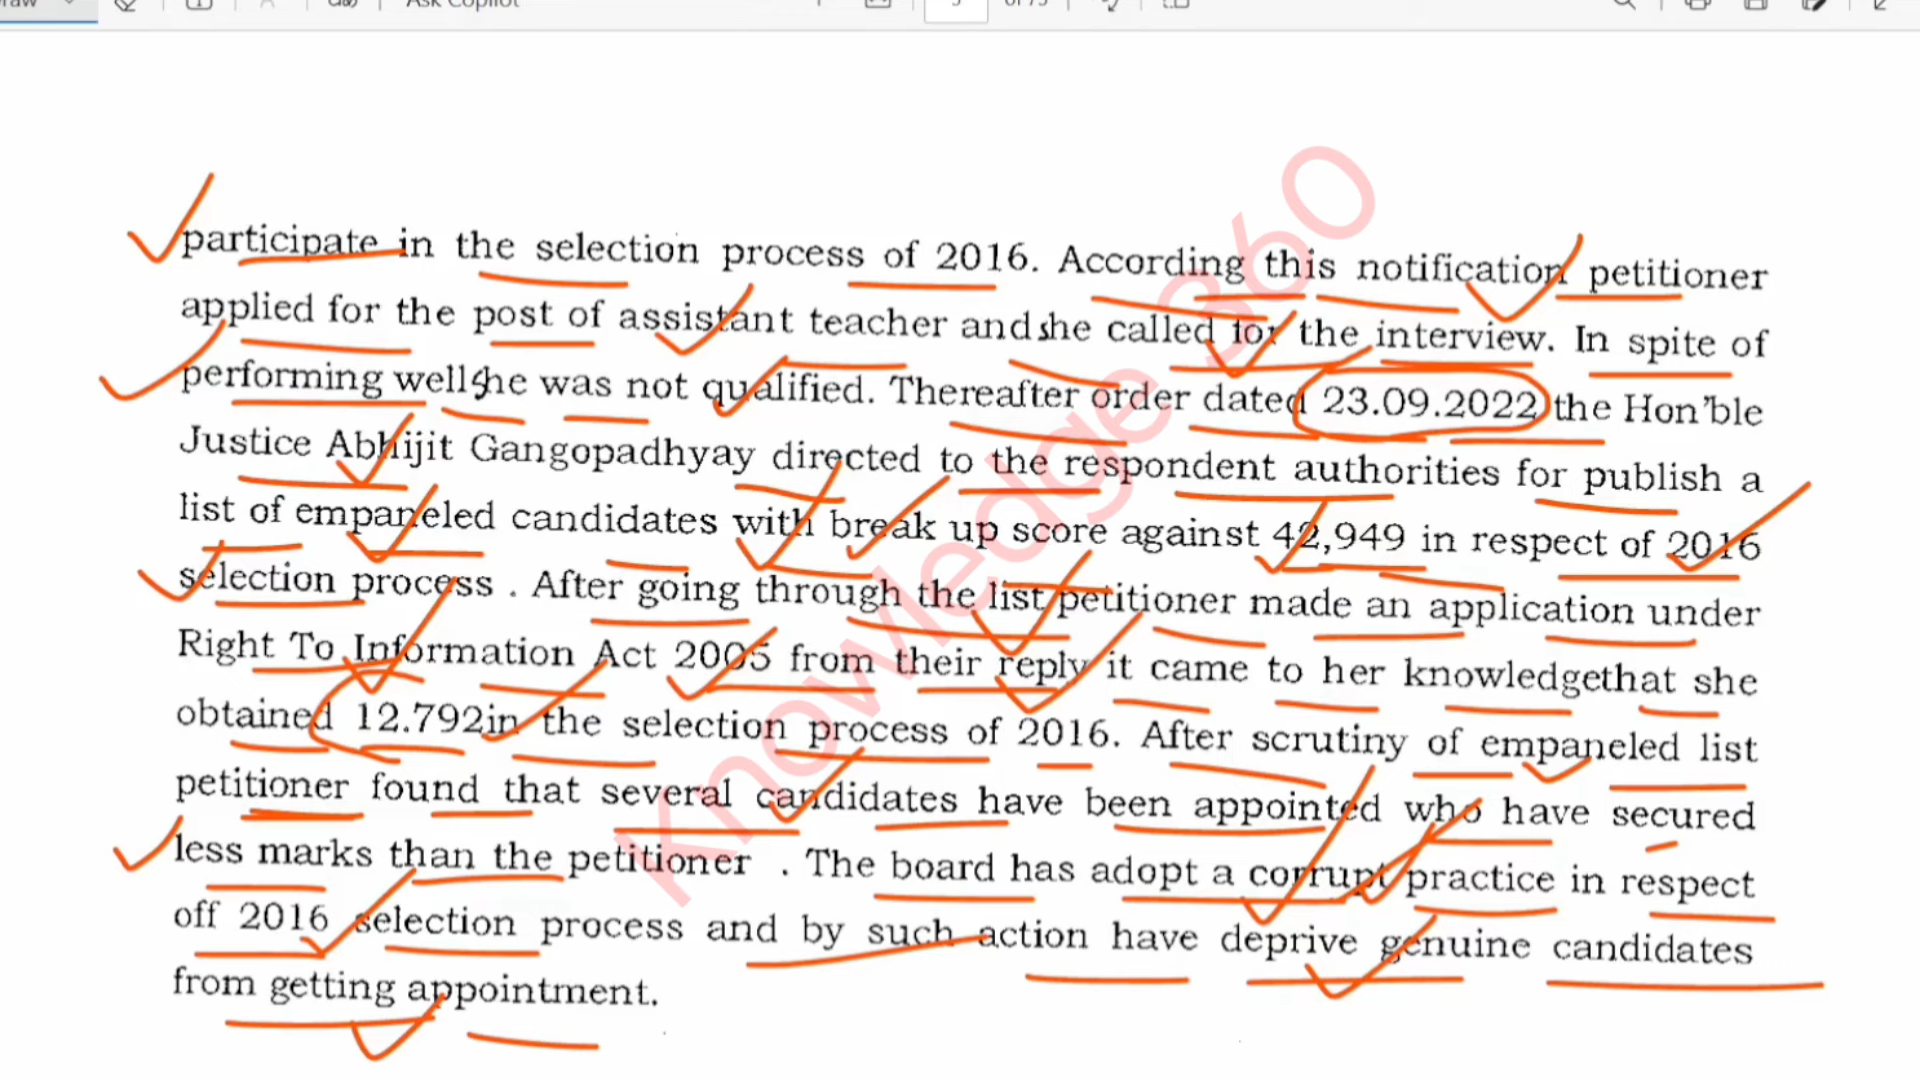 Ask Copilot
participate in the selection process of 2016. According this notification petitioner
applied for the post of assistant teacher and she called for the interview. In spite of
performing well she was not qualified. Thereafter order dated 23.09.2022 the Hon'ble
Justice Abhijit Gangopadhyay directed to the respondent authorities for publish a
list of empaneled candidates with break up score against 42,949 in respect of 2016
selection process . After going through the list petitioner made an application under
Right To Information Act 2005 from their reply it came to her knowledgethat she
obtained 12.792in the selection process of 2016. After scrutiny of empaneled list
petitioner found that several candidates have been appointed who have secured
less marks than the petitioner . The board has adopt a corrupt practice in respect
off 2016 selection process and by such action have deprive genuine candidates
from getting appointment.
Knowledge 360